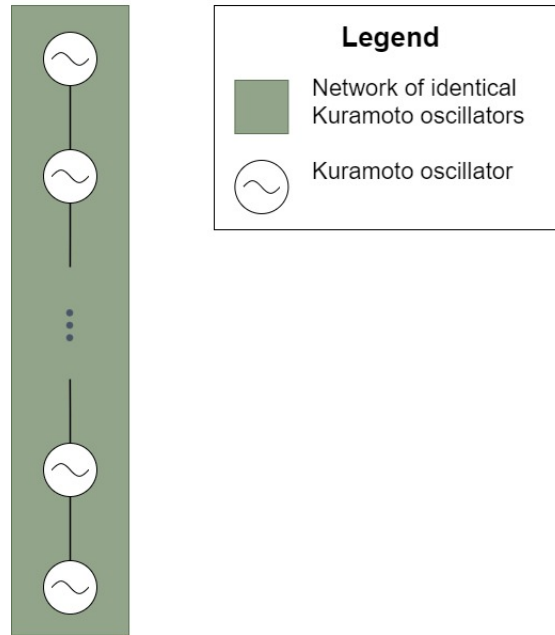 Legend
Network of identical
Kuramoto oscillators
Kuramoto oscillator